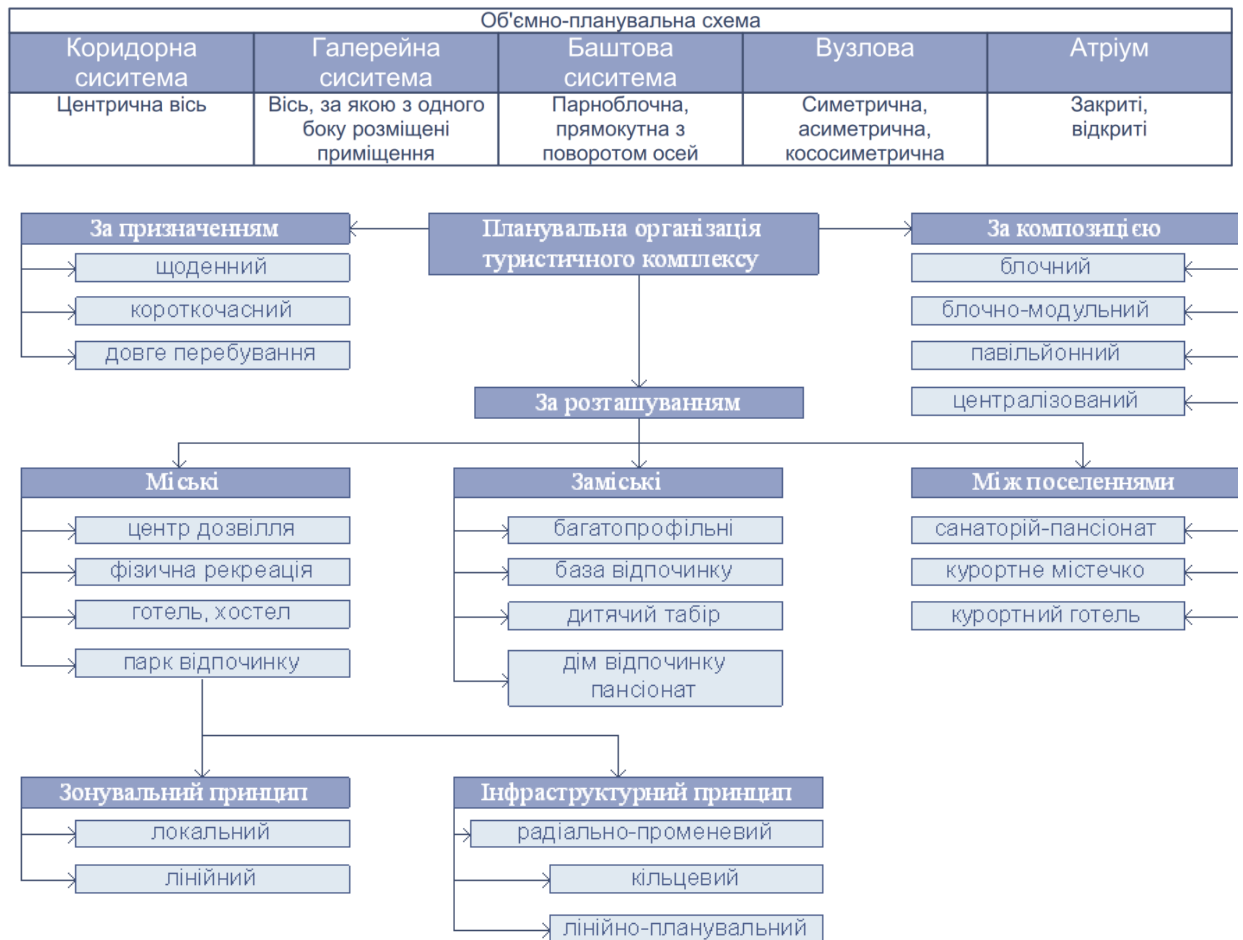 Об'ємно-планувальна схема
Коридорна
сиситема
Галерейна
сиситема
Баштова
сиситема
Вузлова
Атріум
Центрична вісь
Вісь, за якою з одного
боку розміщені
приміщення
Парноблочна,
прямокутна з
поворотом осей
Симетрична,
асиметрична,
кососиметрична
Закриті,
відкриті
За призначенням
щоденний
короткочасний
довге перебування
Планувальна організація
туристичного комплексу
За композицією
блочний
блочно-модульний
павільйонний
централізований
За розташуванням
Міські
центр дозвілля
фізична рекреація
готель, хостел
парк відпочинку
Заміські
багатопрофільні
база відпочинку
дитячий табір
дім відпочинку
пансіонат
Між поселеннями
санаторій-пансіонат
курортне містечко
курортний готель
Зонувальний принцип
локальний
лінійний
Інфраструктурний принцип
радіально-променевий
кільцевий
лінійно-планувальний